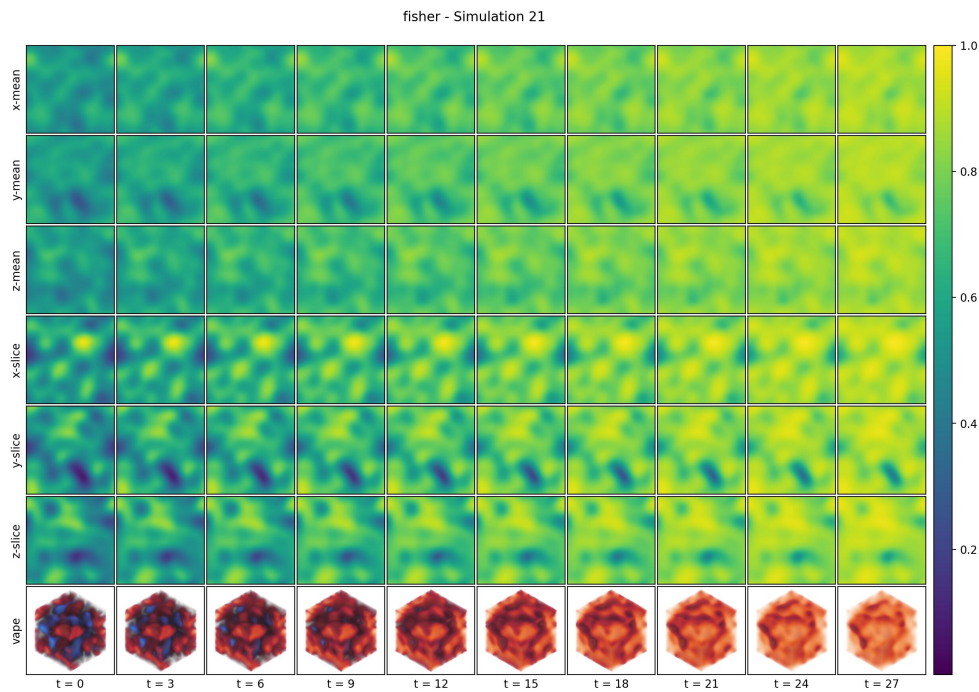 fisher - Simulation 21
x-mean
y-mean
z-mean
x-slice
y-slice
z-slice
vape
t = 0 t = 3 t = 6 t = 9 t = 12 t = 15 t = 18 t = 21 t = 24 t = 27
1.0
0.8
0.6
0.4
0.2